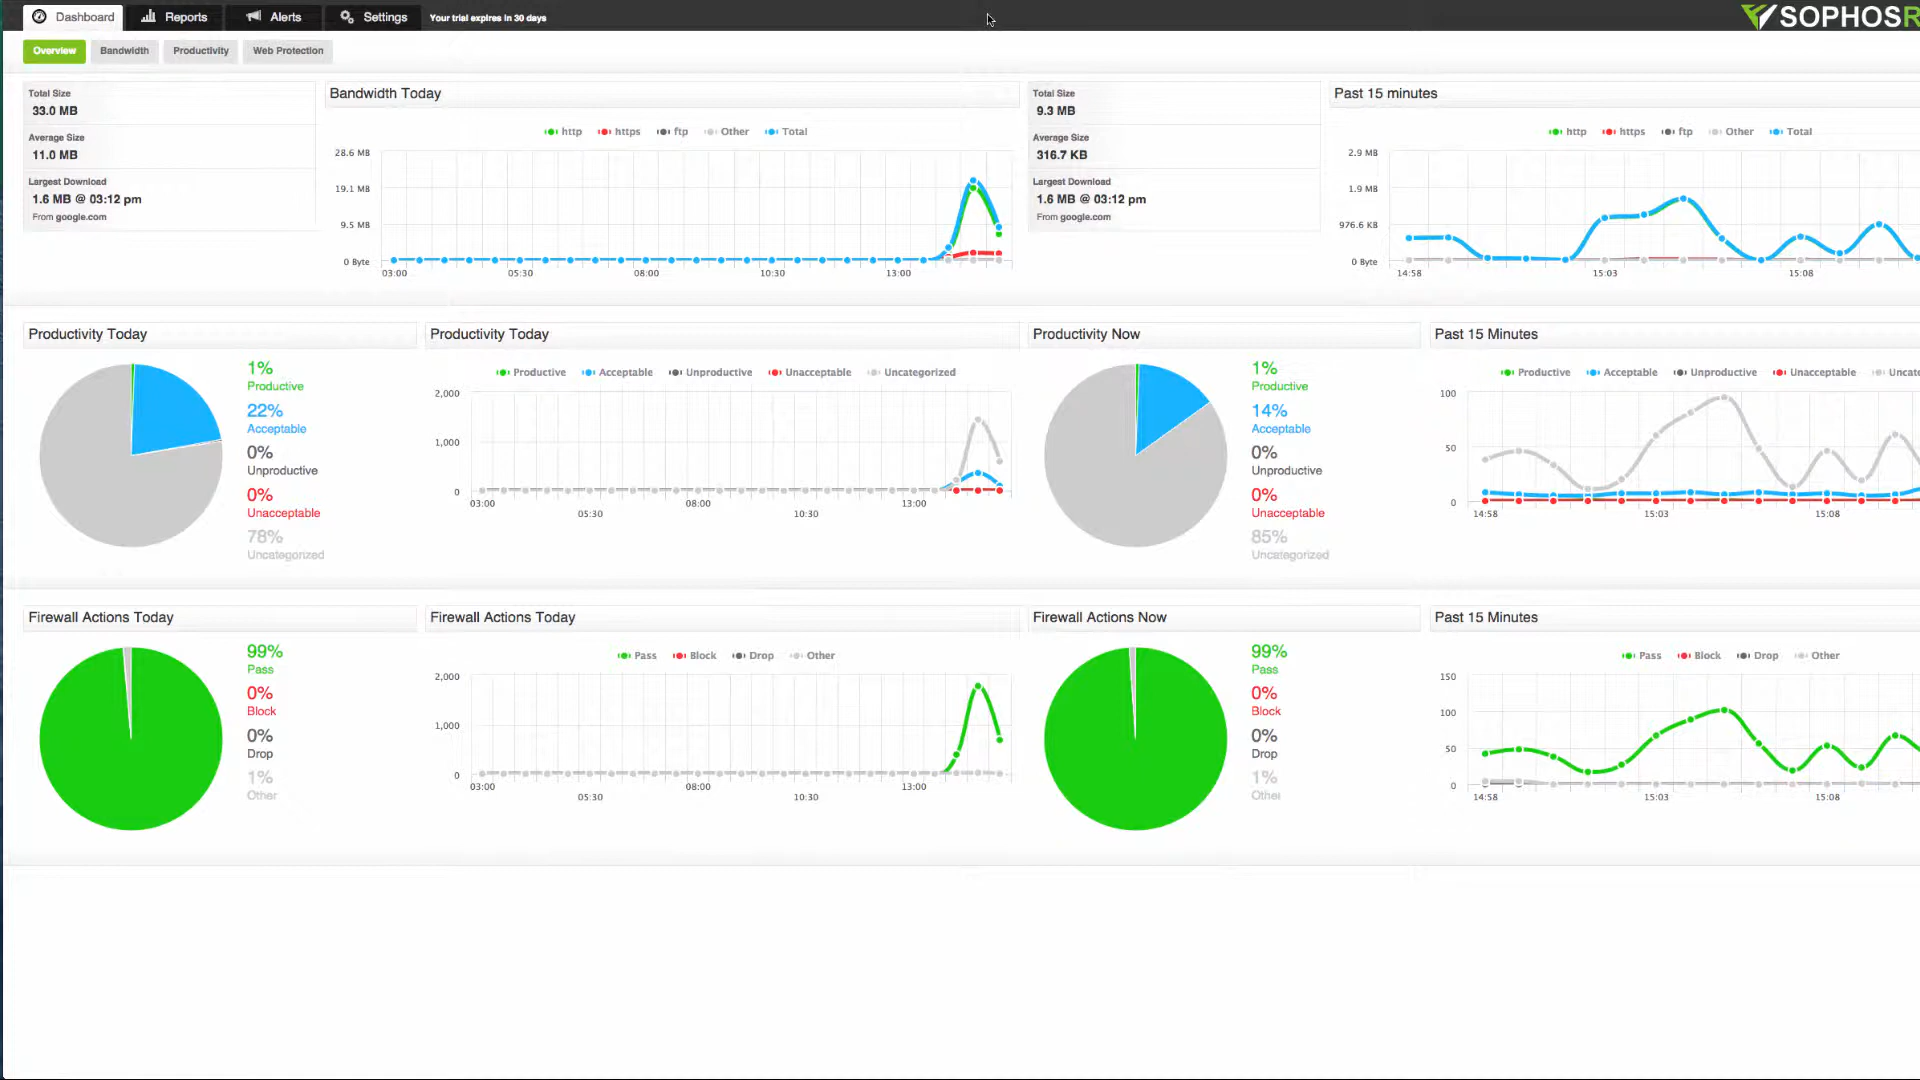 Dashboard Reports Alerts Settings Your trial expires in 30 days SOPHOS
Overview Bandwidth Productivity Web Protection
Total Size
33.0 MB
Average Size
11.0 MB
Largest Download
1.6 MB @ 03:12 pm
From google.com
Bandwidth Today
http https ftp Other Total
28.6 MB
19.1 MB
9.5 MB
0 Byte
03:00 05:30 08:00 10:30 13:00
Total Size
9.3 MB
Average Size
316.7 KB
Largest Download
1.6 MB @ 03:12 pm
From google.com
Past 15 minutes
http https ftp Other Total
2.9 MB
1.9 MB
976.6 KB
0 Byte
14:58 15:03 15:08
Productivity Today
1%
Productive
22%
Acceptable
0%
Unproductive
0%
Unacceptable
78%
Uncategorized
Productivity Today
Productive Acceptable Unproductive Unacceptable Uncategorized
2,000
1,000
0
03:00 05:30 08:00 10:30 13:00
Productivity Now
1%
Productive
14%
Acceptable
0%
Unproductive
0%
Unacceptable
85%
Uncategorized
Past 15 Minutes
Productive Acceptable Unproductive Unacceptable Uncate
100
50
0
14:58 15:03 15:08
Firewall Actions Today
99%
Pass
0%
Block
0%
Drop
1%
Other
Firewall Actions Today
Pass Block Drop Other
2,000
1,000
0
03:00 05:30 08:00 10:30 13:00
Firewall Actions Now
99%
Pass
0%
Block
0%
Drop
1%
Other
Past 15 Minutes
Pass Block Drop Other
150
100
50
0
14:58 15:03 15:08